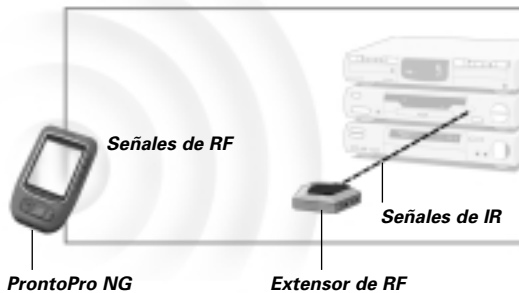 Señales de RF
Señales de IR
ProntoPro NG
Extensor de RF